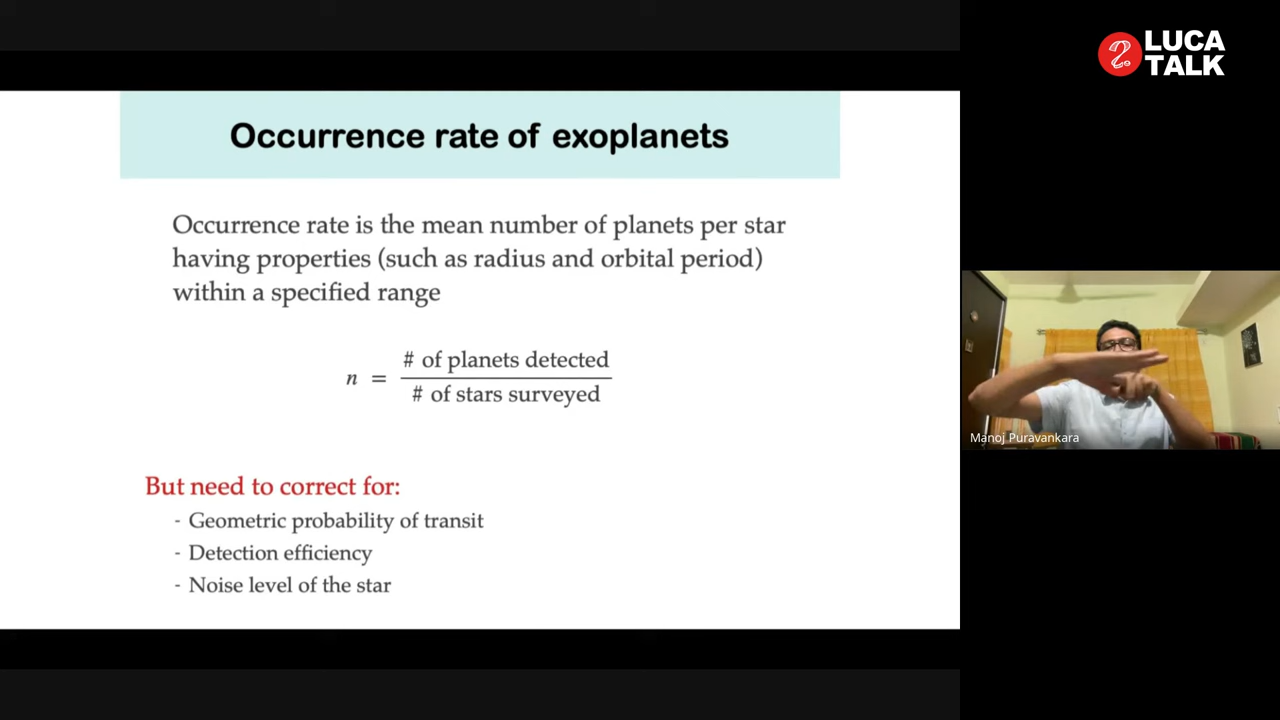 LUCA
TALK
Occurrence rate of exoplanets
Occurrence rate is the mean number of planets per star
having properties (such as radius and orbital period)
within a specified range
n = # of planets detected
# of stars surveyed
But need to correct for:
- Geometric probability of transit
- Detection efficiency
- Noise level of the star
Manoj Puravankara